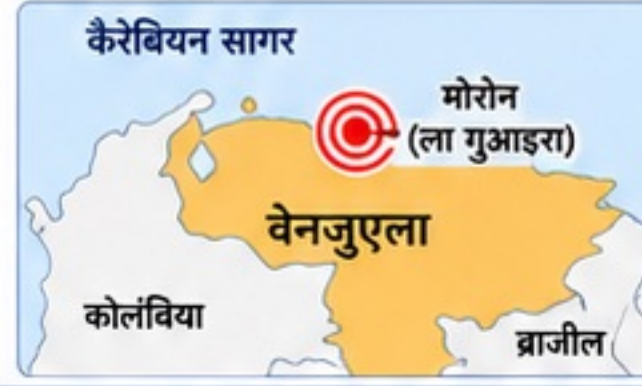 कैरेबियन सागर
मोरोन
(ला गुआइरा)
वेनजुएला
कोलंविया
ब्राजील